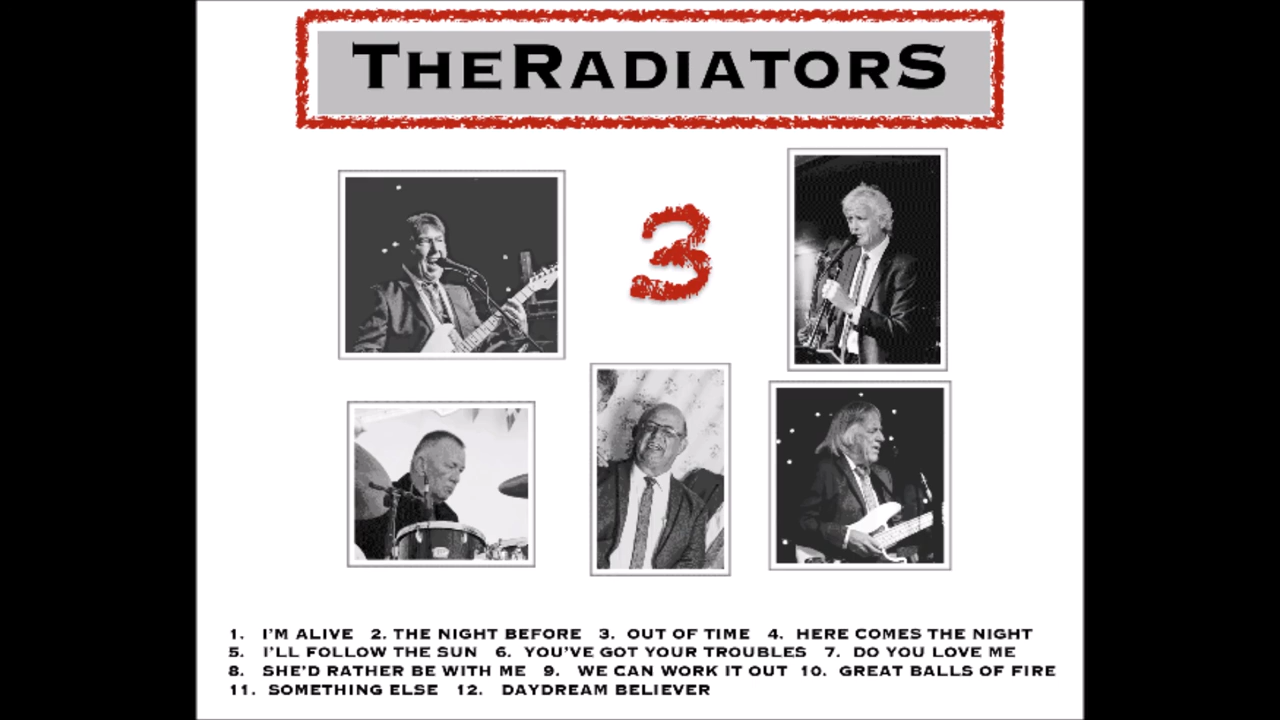 THERADIATORS
3
1. I'M ALIVE 2. THE NIGHT BEFORE 3. OUT OF TIME 4. HERE COMES THE NIGHT
5. I'LL FOLLOW THE SUN 6. YOU'VE GOT YOUR TROUBLES 7. DO YOU LOVE ME
8. SHE'D RATHER BE WITH ME 9. WE CAN WORK IT OUT 10. GREAT BALLS OF FIRE
11. SOMETHING ELSE 12. DAYDREAM BELIEVER